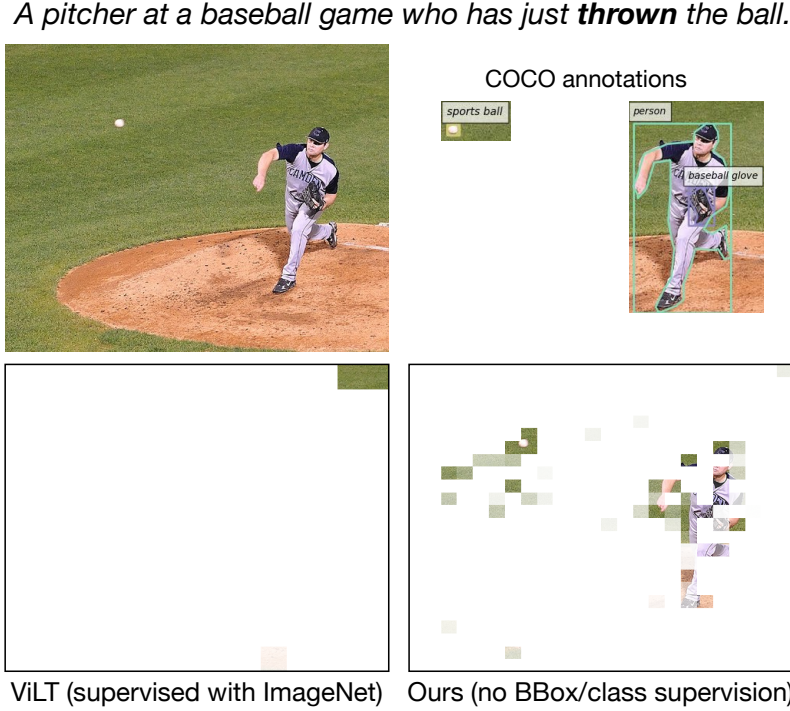 A pitcher at a baseball game who has just thrown the ball.
COCO annotations
sports ball
person
baseball glove
CAMDEN
ViLT (supervised with ImageNet)
Ours (no BBox/class supervision)